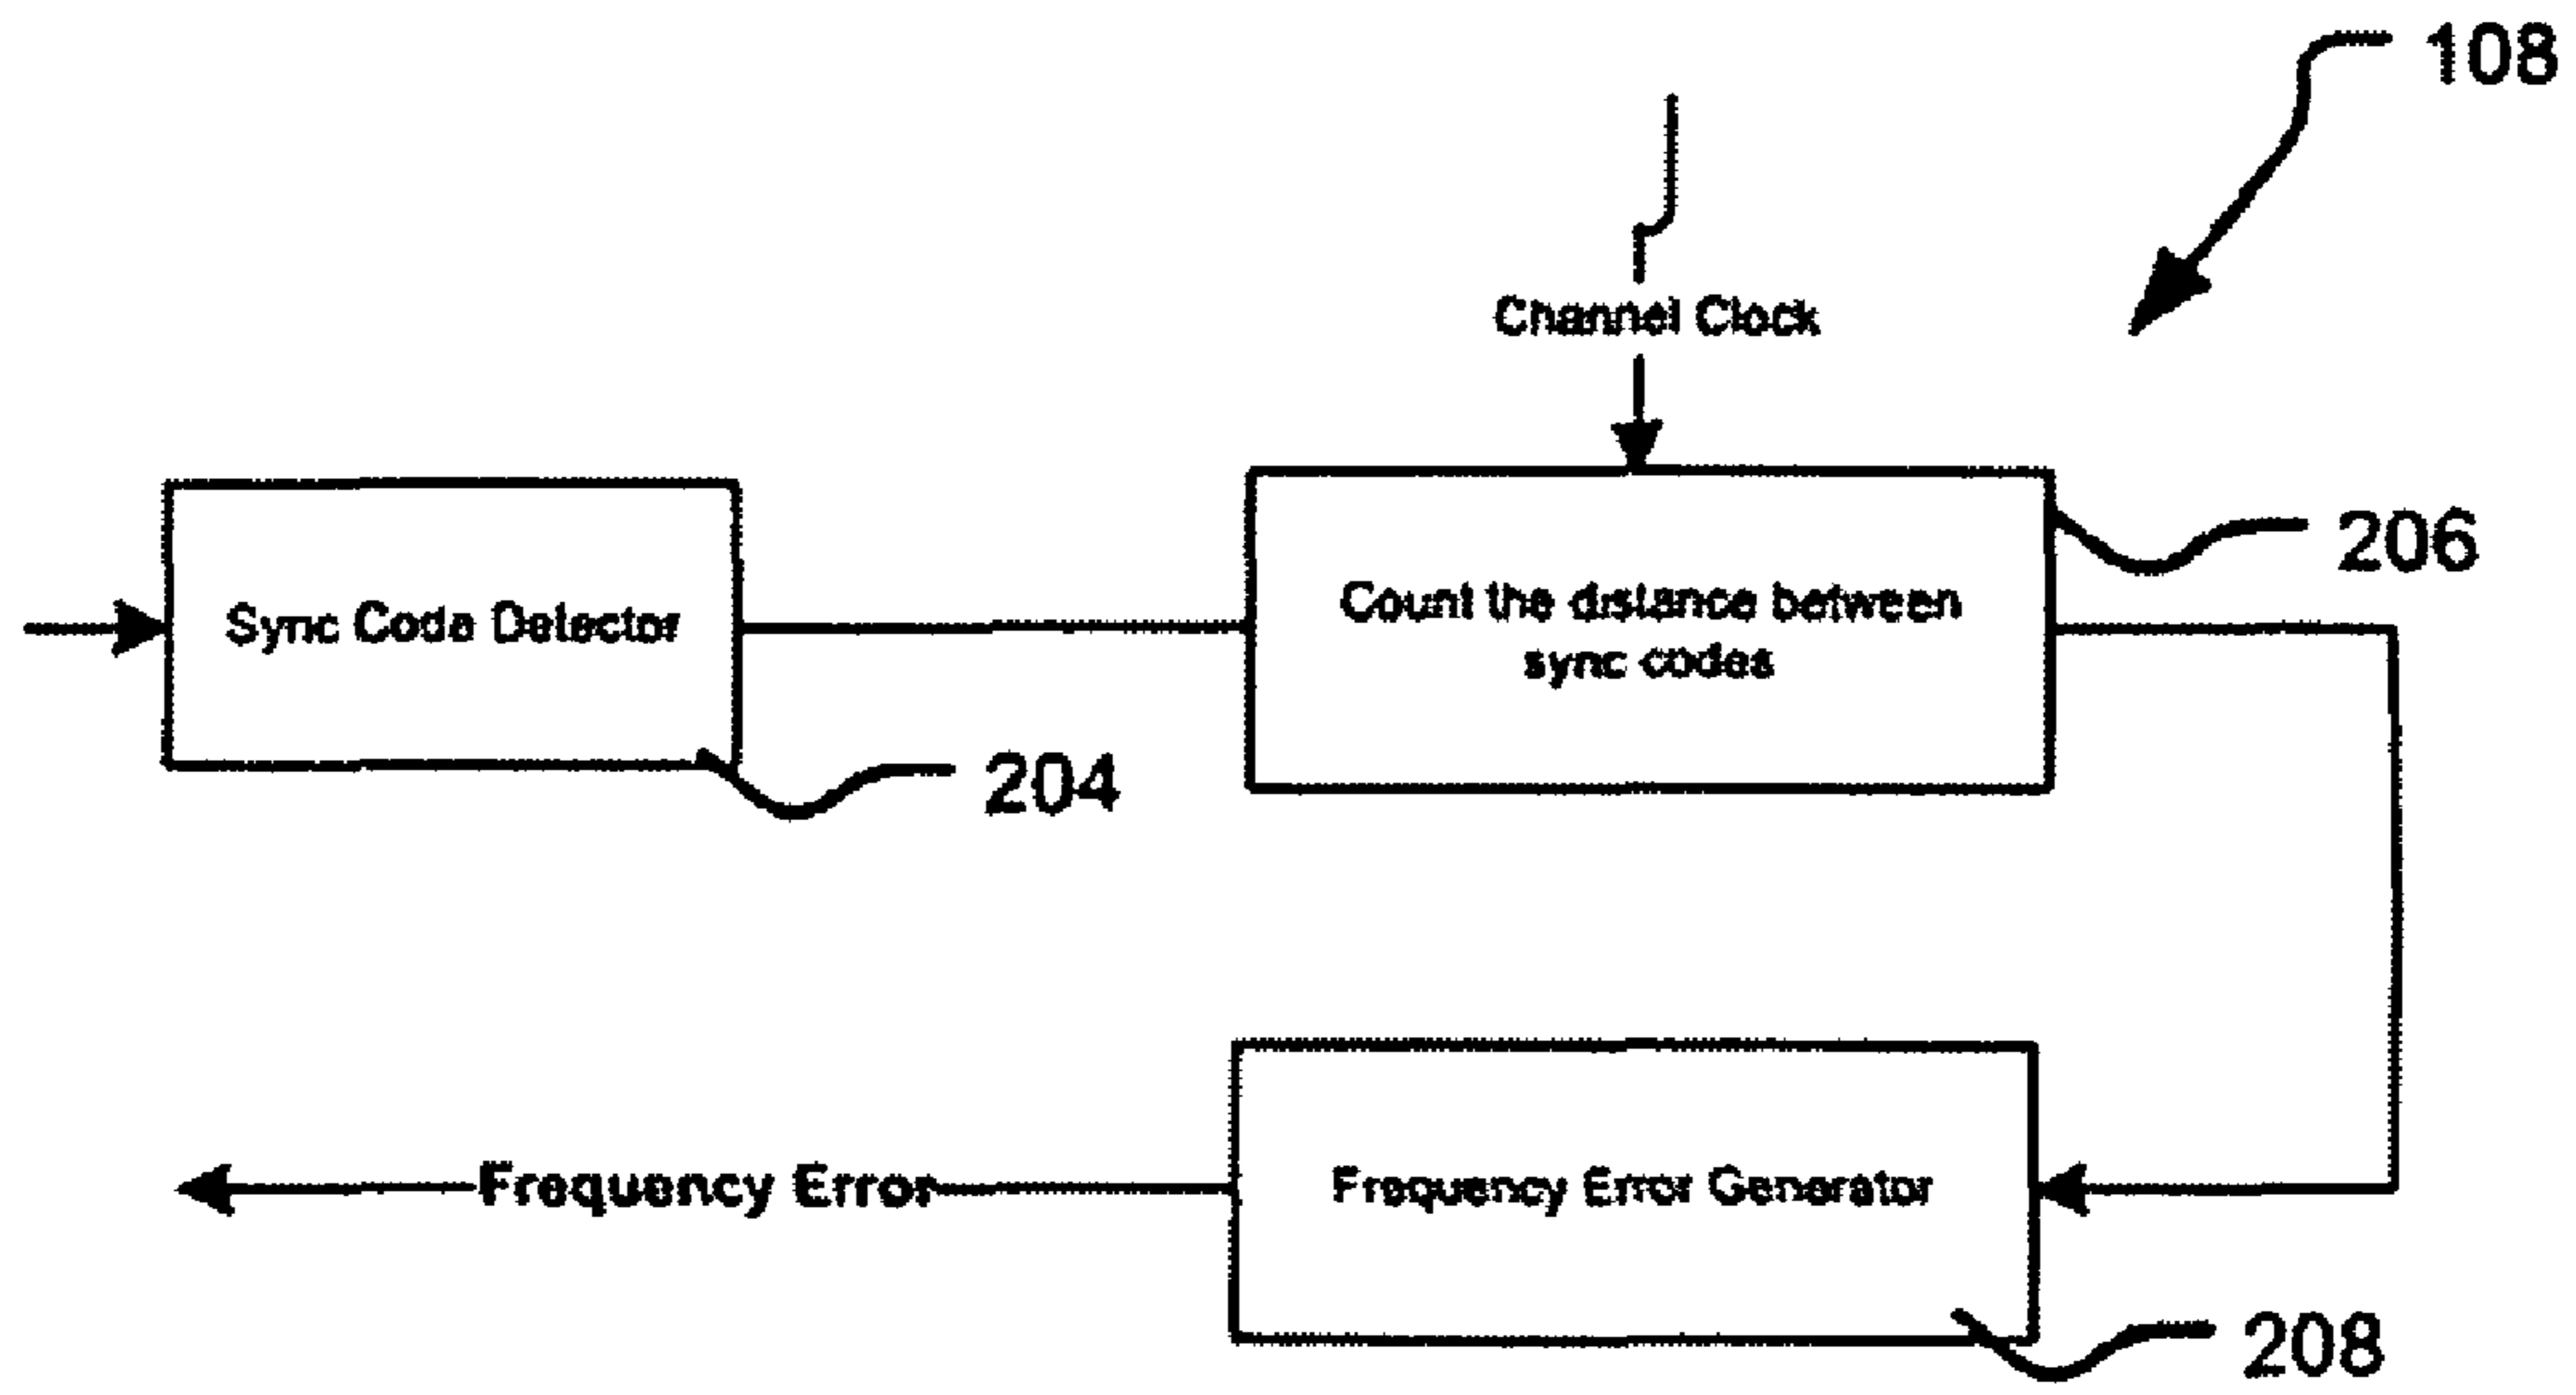 108
Channel Clock
206
Sync Code Detector
Count the distance between
sync codes
204
Frequency Error
Frequency Error Generator
208